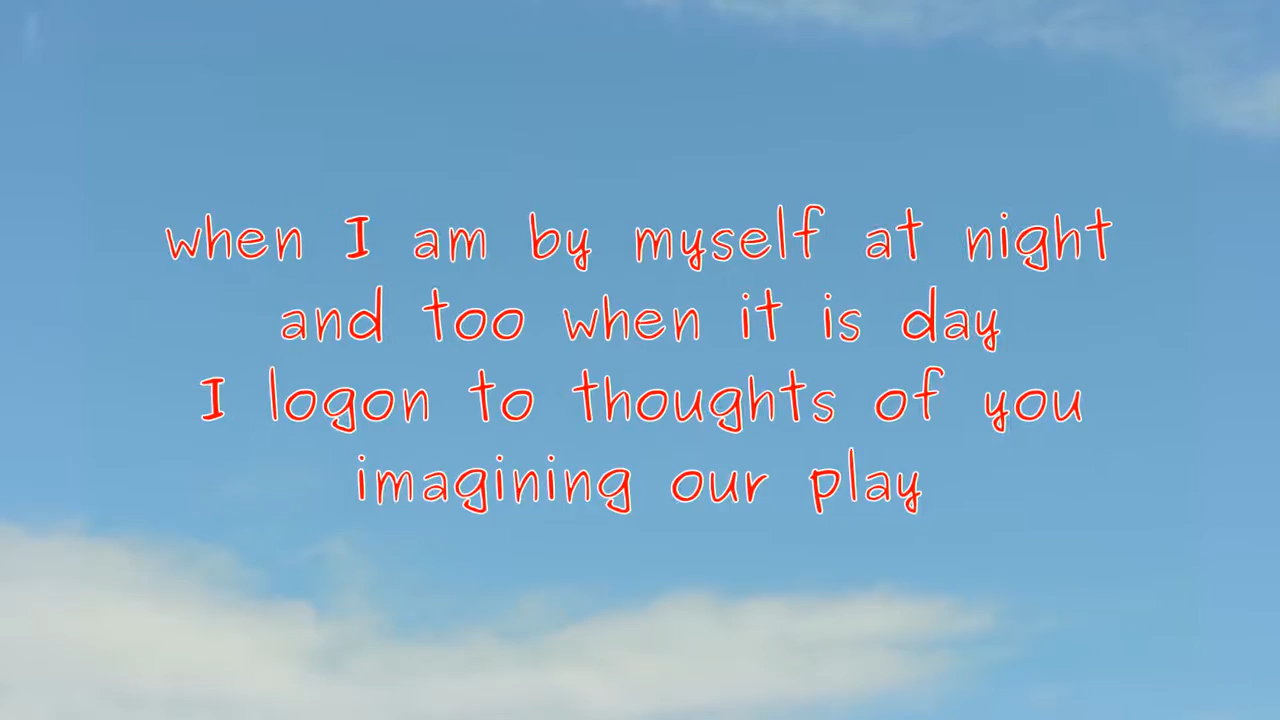 when I am by myself at night
and too when it is day
I logon to thoughts of you
imagining our play